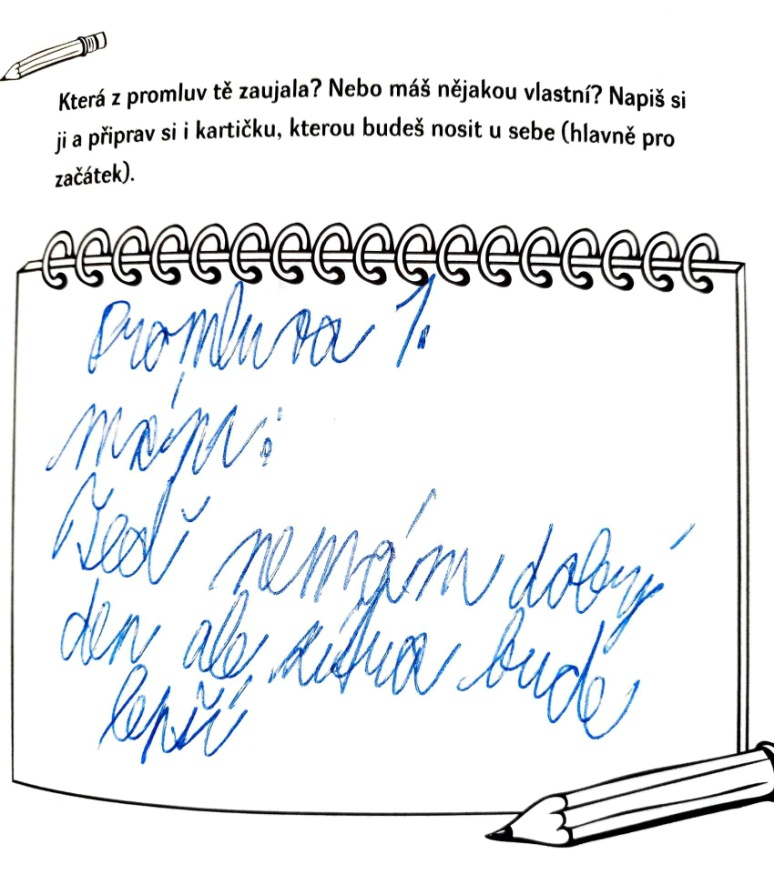 Která z promluv tě zaujala? Nebo máš nějakou vlastní? Napiš si
ji a připrav si i kartičku, kterou budeš nosit u sebe (hlavně pro
začátek).
promluva 1.
Teď nemám dobrý
den ale zítra bude
lepší